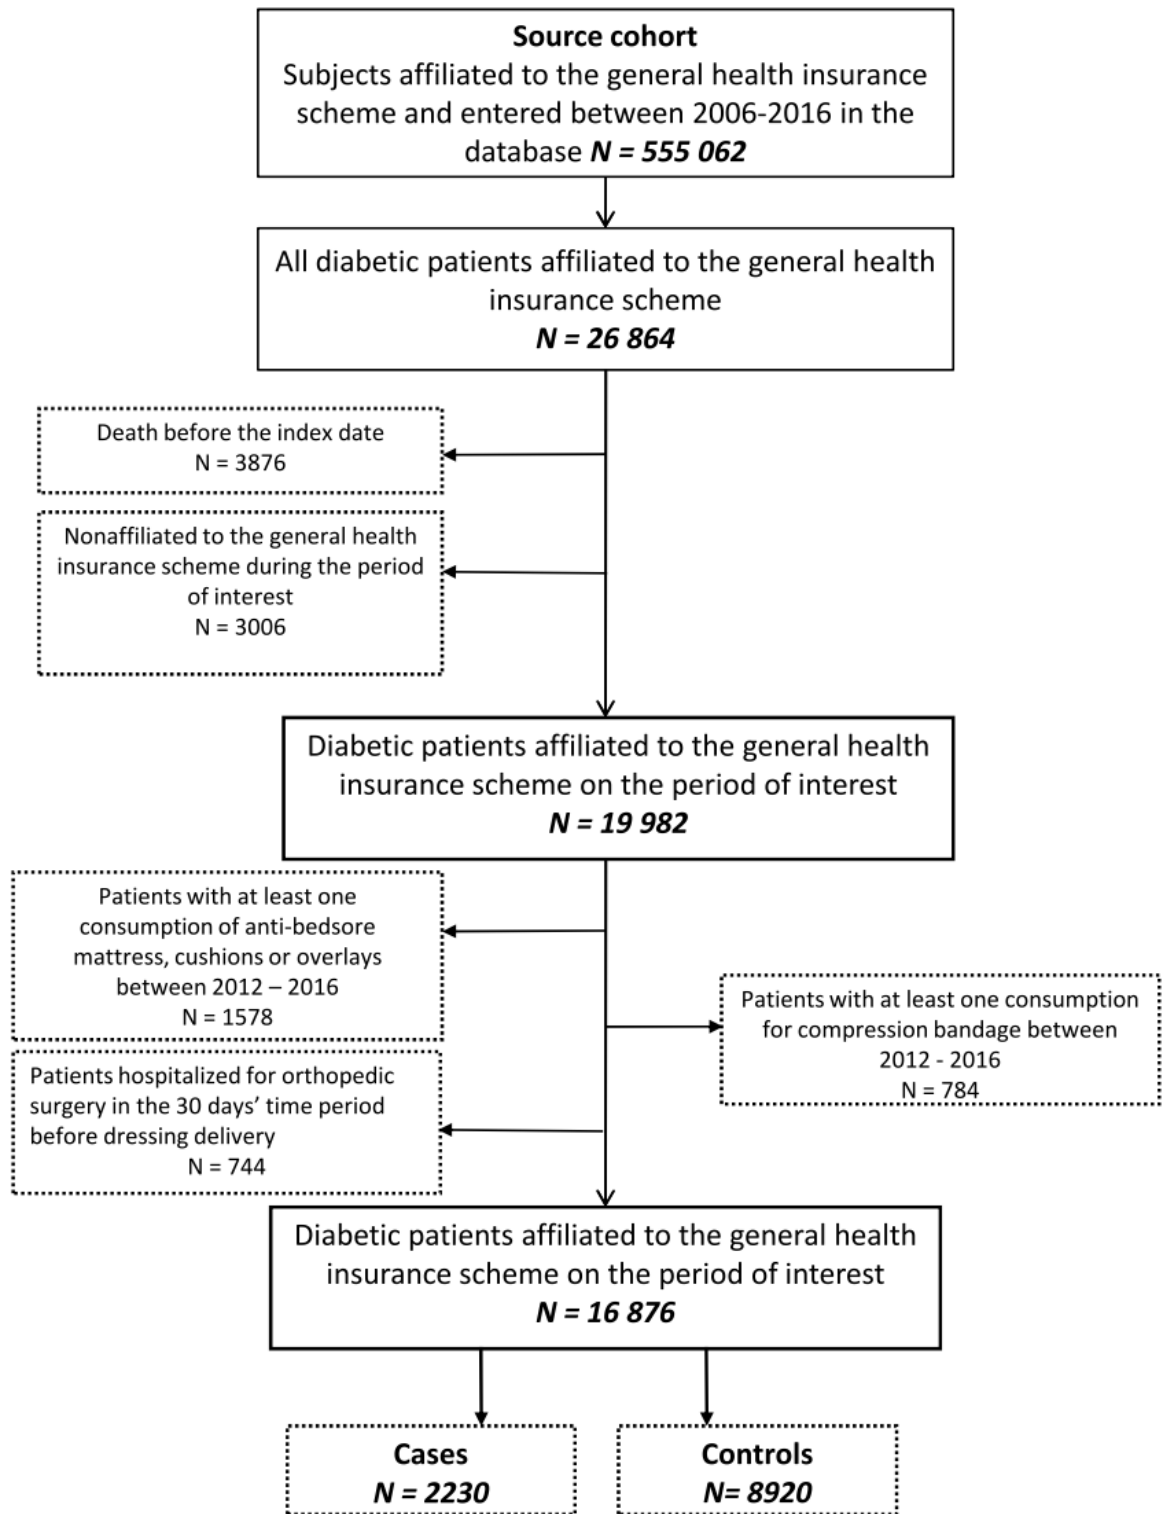 Source cohort
Subjects affiliated to the general health insurance
scheme and entered between 2006-2016 in the
database N = 555 062
All diabetic patients affiliated to the general health
insurance scheme
N = 26 864
Death before the index date
N = 3876
Nonaffiliated to the general health
insurance scheme during the period
of interest
N = 3006
Diabetic patients affiliated to the general health
insurance scheme on the period of interest
N = 19 982
Patients with at least one
consumption of anti-bedsore
mattress, cushions or overlays
between 2012 – 2016
N = 1578
Patients with at least one consumption
for compression bandage between
2012 - 2016
N = 784
Patients hospitalized for orthopedic
surgery in the 30 days’ time period
before dressing delivery
N = 744
Diabetic patients affiliated to the general health
insurance scheme on the period of interest
N = 16 876
Cases
N = 2230
Controls
N= 8920